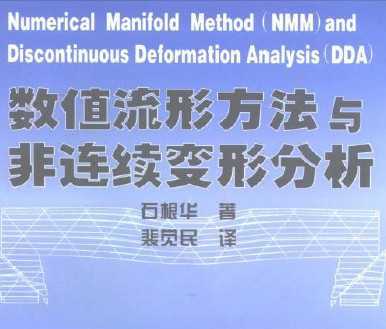 Numerical Manifold Method (NMM) and
Discontinuous Deformation Analysis (DDA)
数值流形方法与
非连续变形分析
石根华 著
裴觉民 译